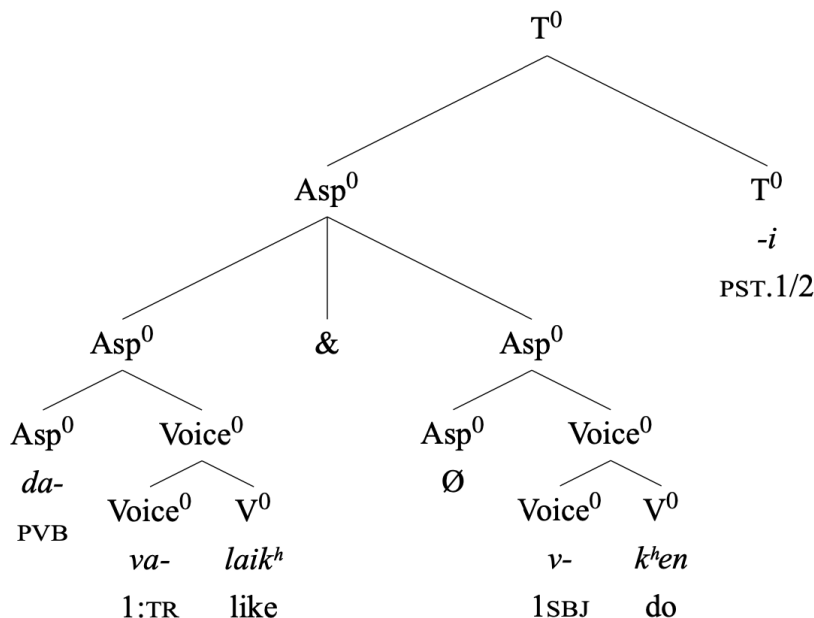 T⁰
Asp⁰ T⁰
-i
PST.1/2
Asp⁰ & Asp⁰
Asp⁰ Voice⁰ Asp⁰ Voice⁰
da- Ø
PVB Voice⁰ V⁰ Voice⁰ V⁰
va- laikʰ v- kʰen
1:TR like 1SBJ do